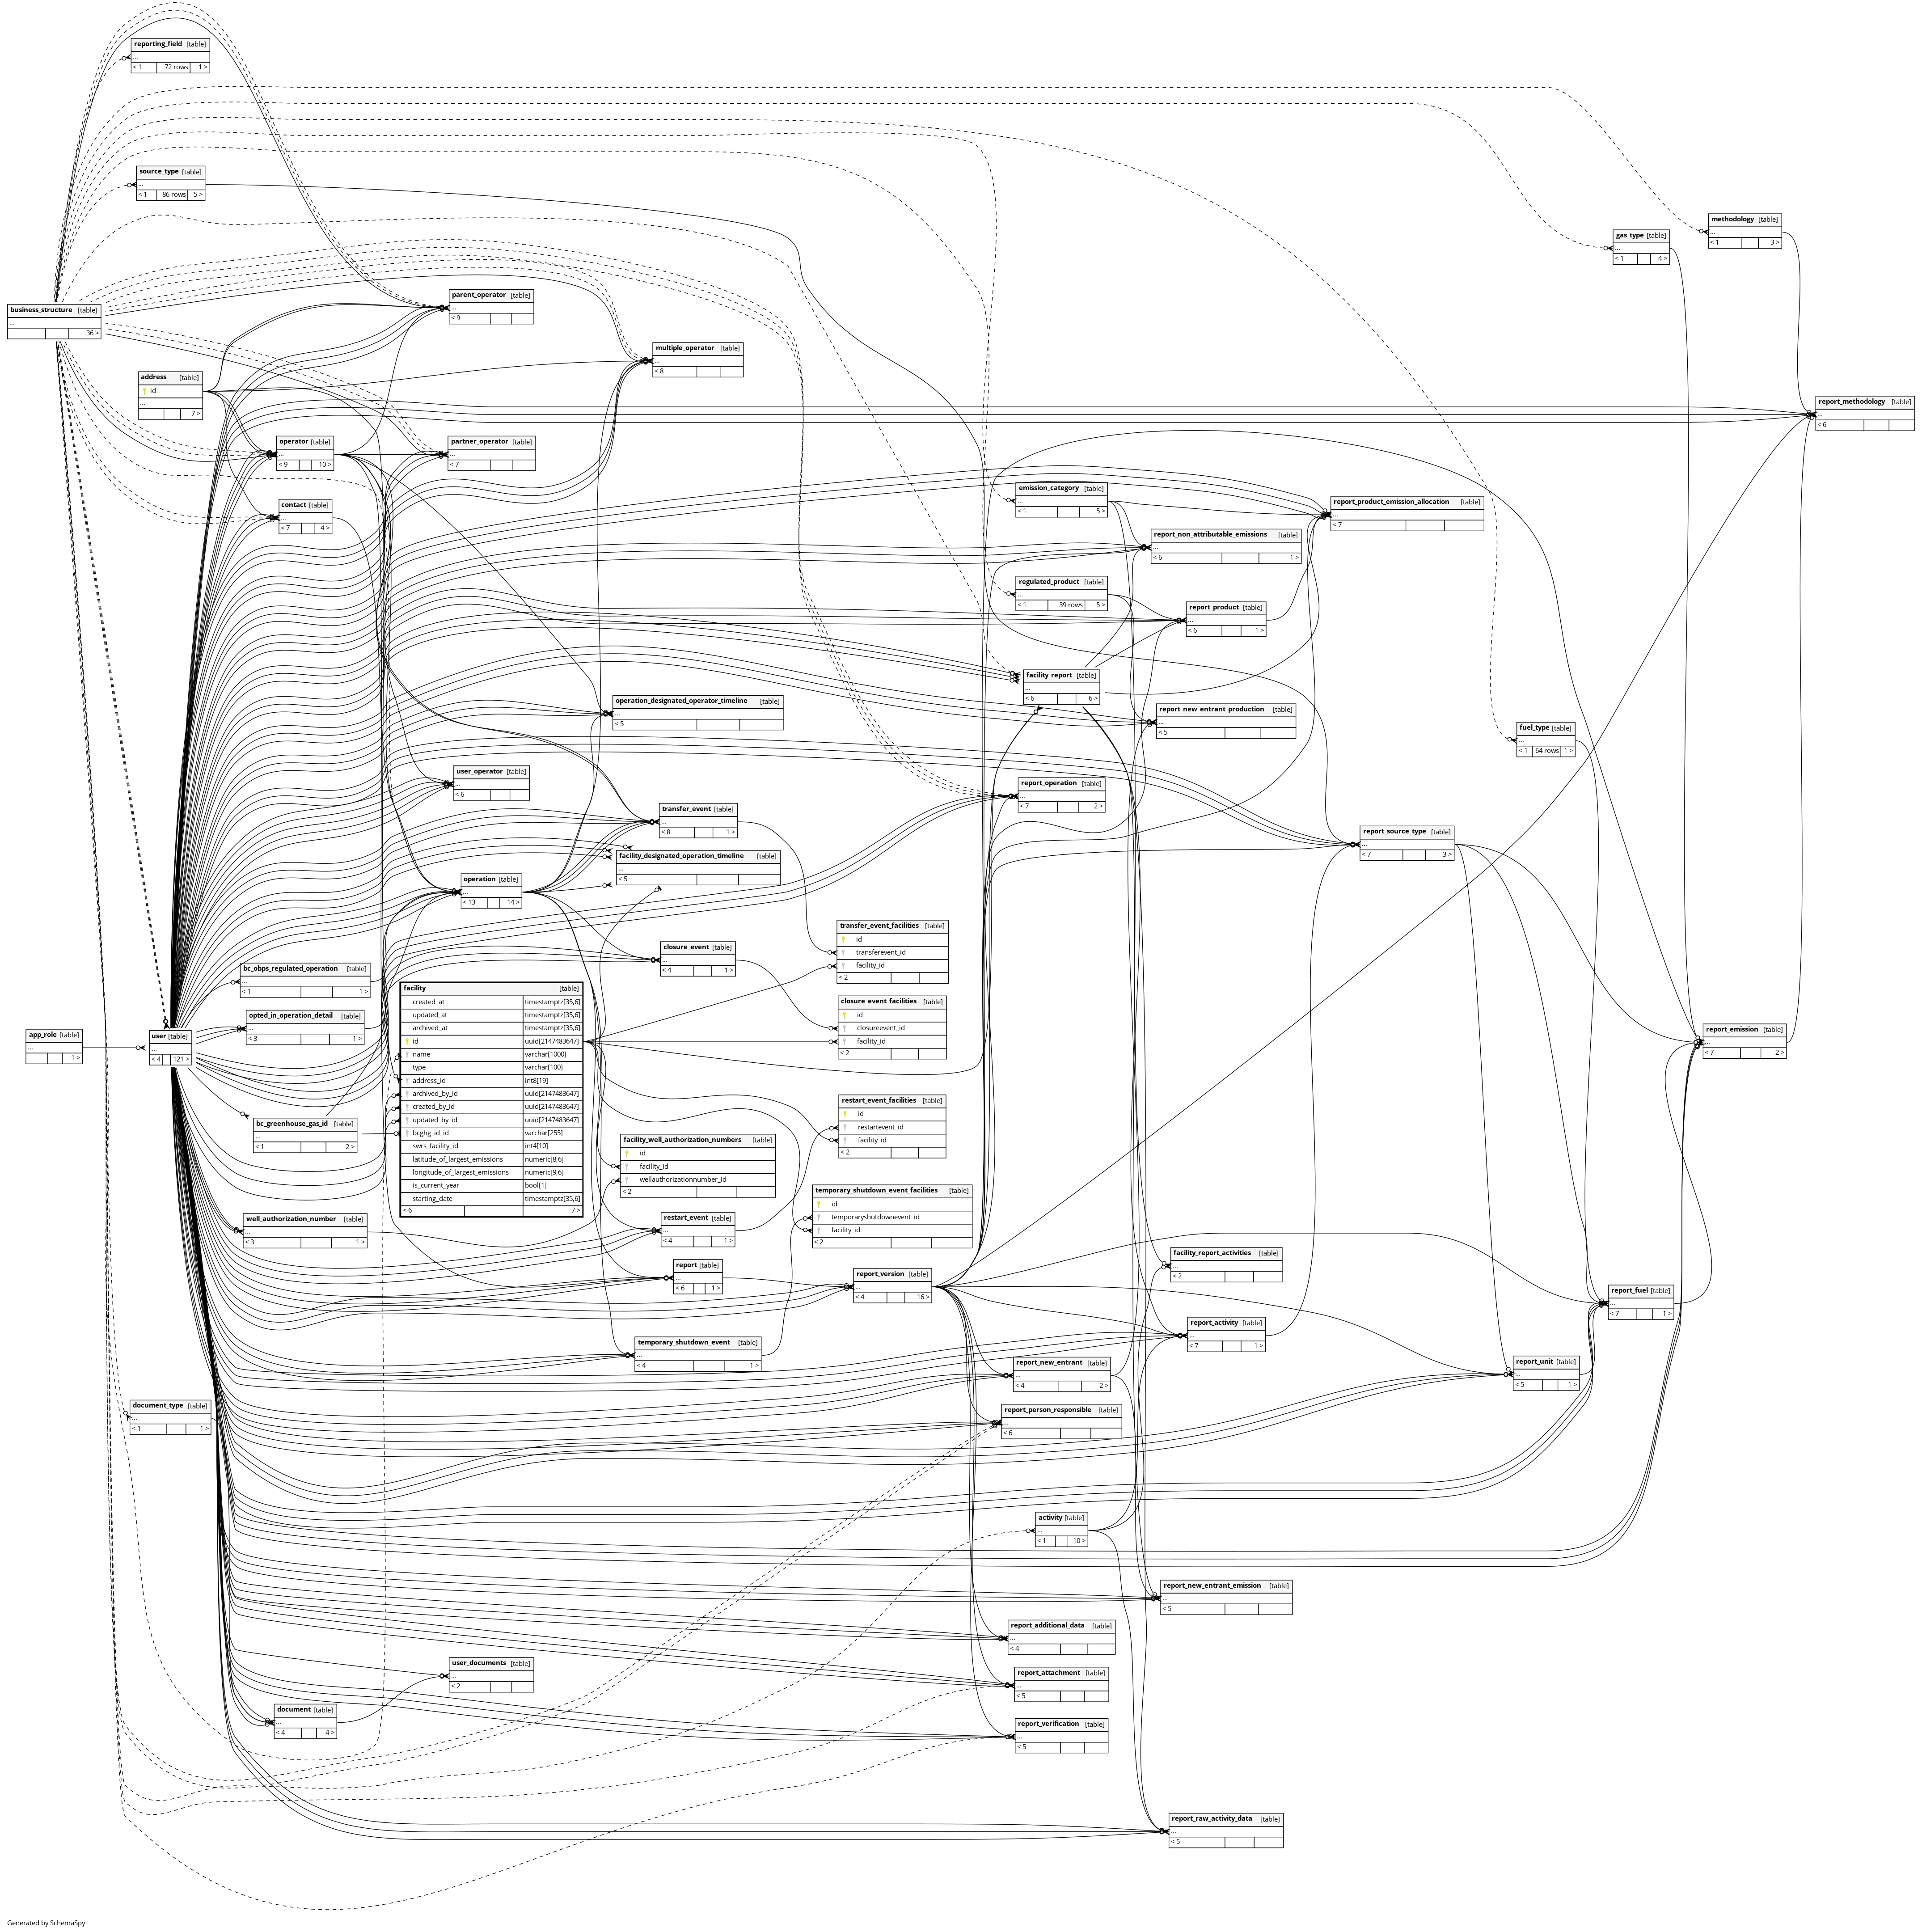 reporting_field [table]
...
< 1 72 rows 1 >
source_type [table]
...
< 1 86 rows 5 >
methodology [table]
...
< 1 3 >
gas_type [table]
...
< 1 4 >
business_structure [table]
...
36 >
parent_operator [table]
...
< 9
multiple_operator [table]
...
< 8
address [table]
id
...
7 >
report_methodology [table]
...
< 6
operator [table]
...
< 9 10 >
partner_operator [table]
...
< 7
contact [table]
...
< 7 4 >
emission_category [table]
...
< 1 5 >
report_product_emission_allocation [table]
...
< 7
report_non_attributable_emissions [table]
...
< 6 1 >
regulated_product [table]
...
< 1 39 rows 5 >
report_product [table]
...
< 6 1 >
facility_report [table]
...
< 6 6 >
operation_designated_operator_timeline [table]
...
< 5
report_new_entrant_production [table]
...
< 5
fuel_type [table]
...
< 1 64 rows 1 >
user_operator [table]
...
< 6
report_operation [table]
...
< 7 2 >
transfer_event [table]
...
< 8 1 >
report_source_type [table]
...
< 7 3 >
facility_designated_operation_timeline [table]
...
< 5
operation [table]
...
< 13 14 >
transfer_event_facilities [table]
id
transferevent_id
facility_id
< 2
closure_event [table]
...
< 4 1 >
bc_obps_regulated_operation [table]
...
< 1 1 >
facility [table]
created_at timestamptz[35,6]
updated_at timestamptz[35,6]
archived_at timestamptz[35,6]
id uuid[2147483647]
name varchar[1000]
type varchar[100]
address_id int8[19]
archived_by_id uuid[2147483647]
created_by_id uuid[2147483647]
updated_by_id uuid[2147483647]
bcghg_id_id varchar[255]
swrs_facility_id int4[10]
latitude_of_largest_emissions numeric[8,6]
longitude_of_largest_emissions numeric[9,6]
is_current_year bool[1]
starting_date timestamptz[35,6]
< 6 7 >
closure_event_facilities [table]
id
closureevent_id
facility_id
< 2
opted_in_operation_detail [table]
...
< 3 1 >
app_role [table]
...
1 >
user [table]
...
< 4 121 >
report_emission [table]
...
< 7 2 >
restart_event_facilities [table]
id
restartevent_id
facility_id
< 2
bc_greenhouse_gas_id [table]
...
< 1 2 >
facility_well_authorization_numbers [table]
id
facility_id
wellauthorizationnumber_id
< 2
temporary_shutdown_event_facilities [table]
id
temporaryshutdownevent_id
facility_id
< 2
well_authorization_number [table]
...
< 3 1 >
restart_event [table]
...
< 4 1 >
facility_report_activities [table]
...
< 2
report [table]
...
< 6 1 >
report_version [table]
...
< 4 16 >
report_fuel [table]
...
< 7 1 >
report_activity [table]
...
< 7 1 >
temporary_shutdown_event [table]
...
< 4 1 >
report_new_entrant [table]
...
< 4 2 >
report_unit [table]
...
< 5 1 >
document_type [table]
...
< 1 1 >
report_person_responsible [table]
...
< 6
activity [table]
...
< 1 10 >
report_new_entrant_emission [table]
...
< 5
report_additional_data [table]
...
< 4
user_documents [table]
...
< 2
report_attachment [table]
...
< 5
document [table]
...
< 4 4 >
report_verification [table]
...
< 5
report_raw_activity_data [table]
...
< 5
Generated by SchemaSpy